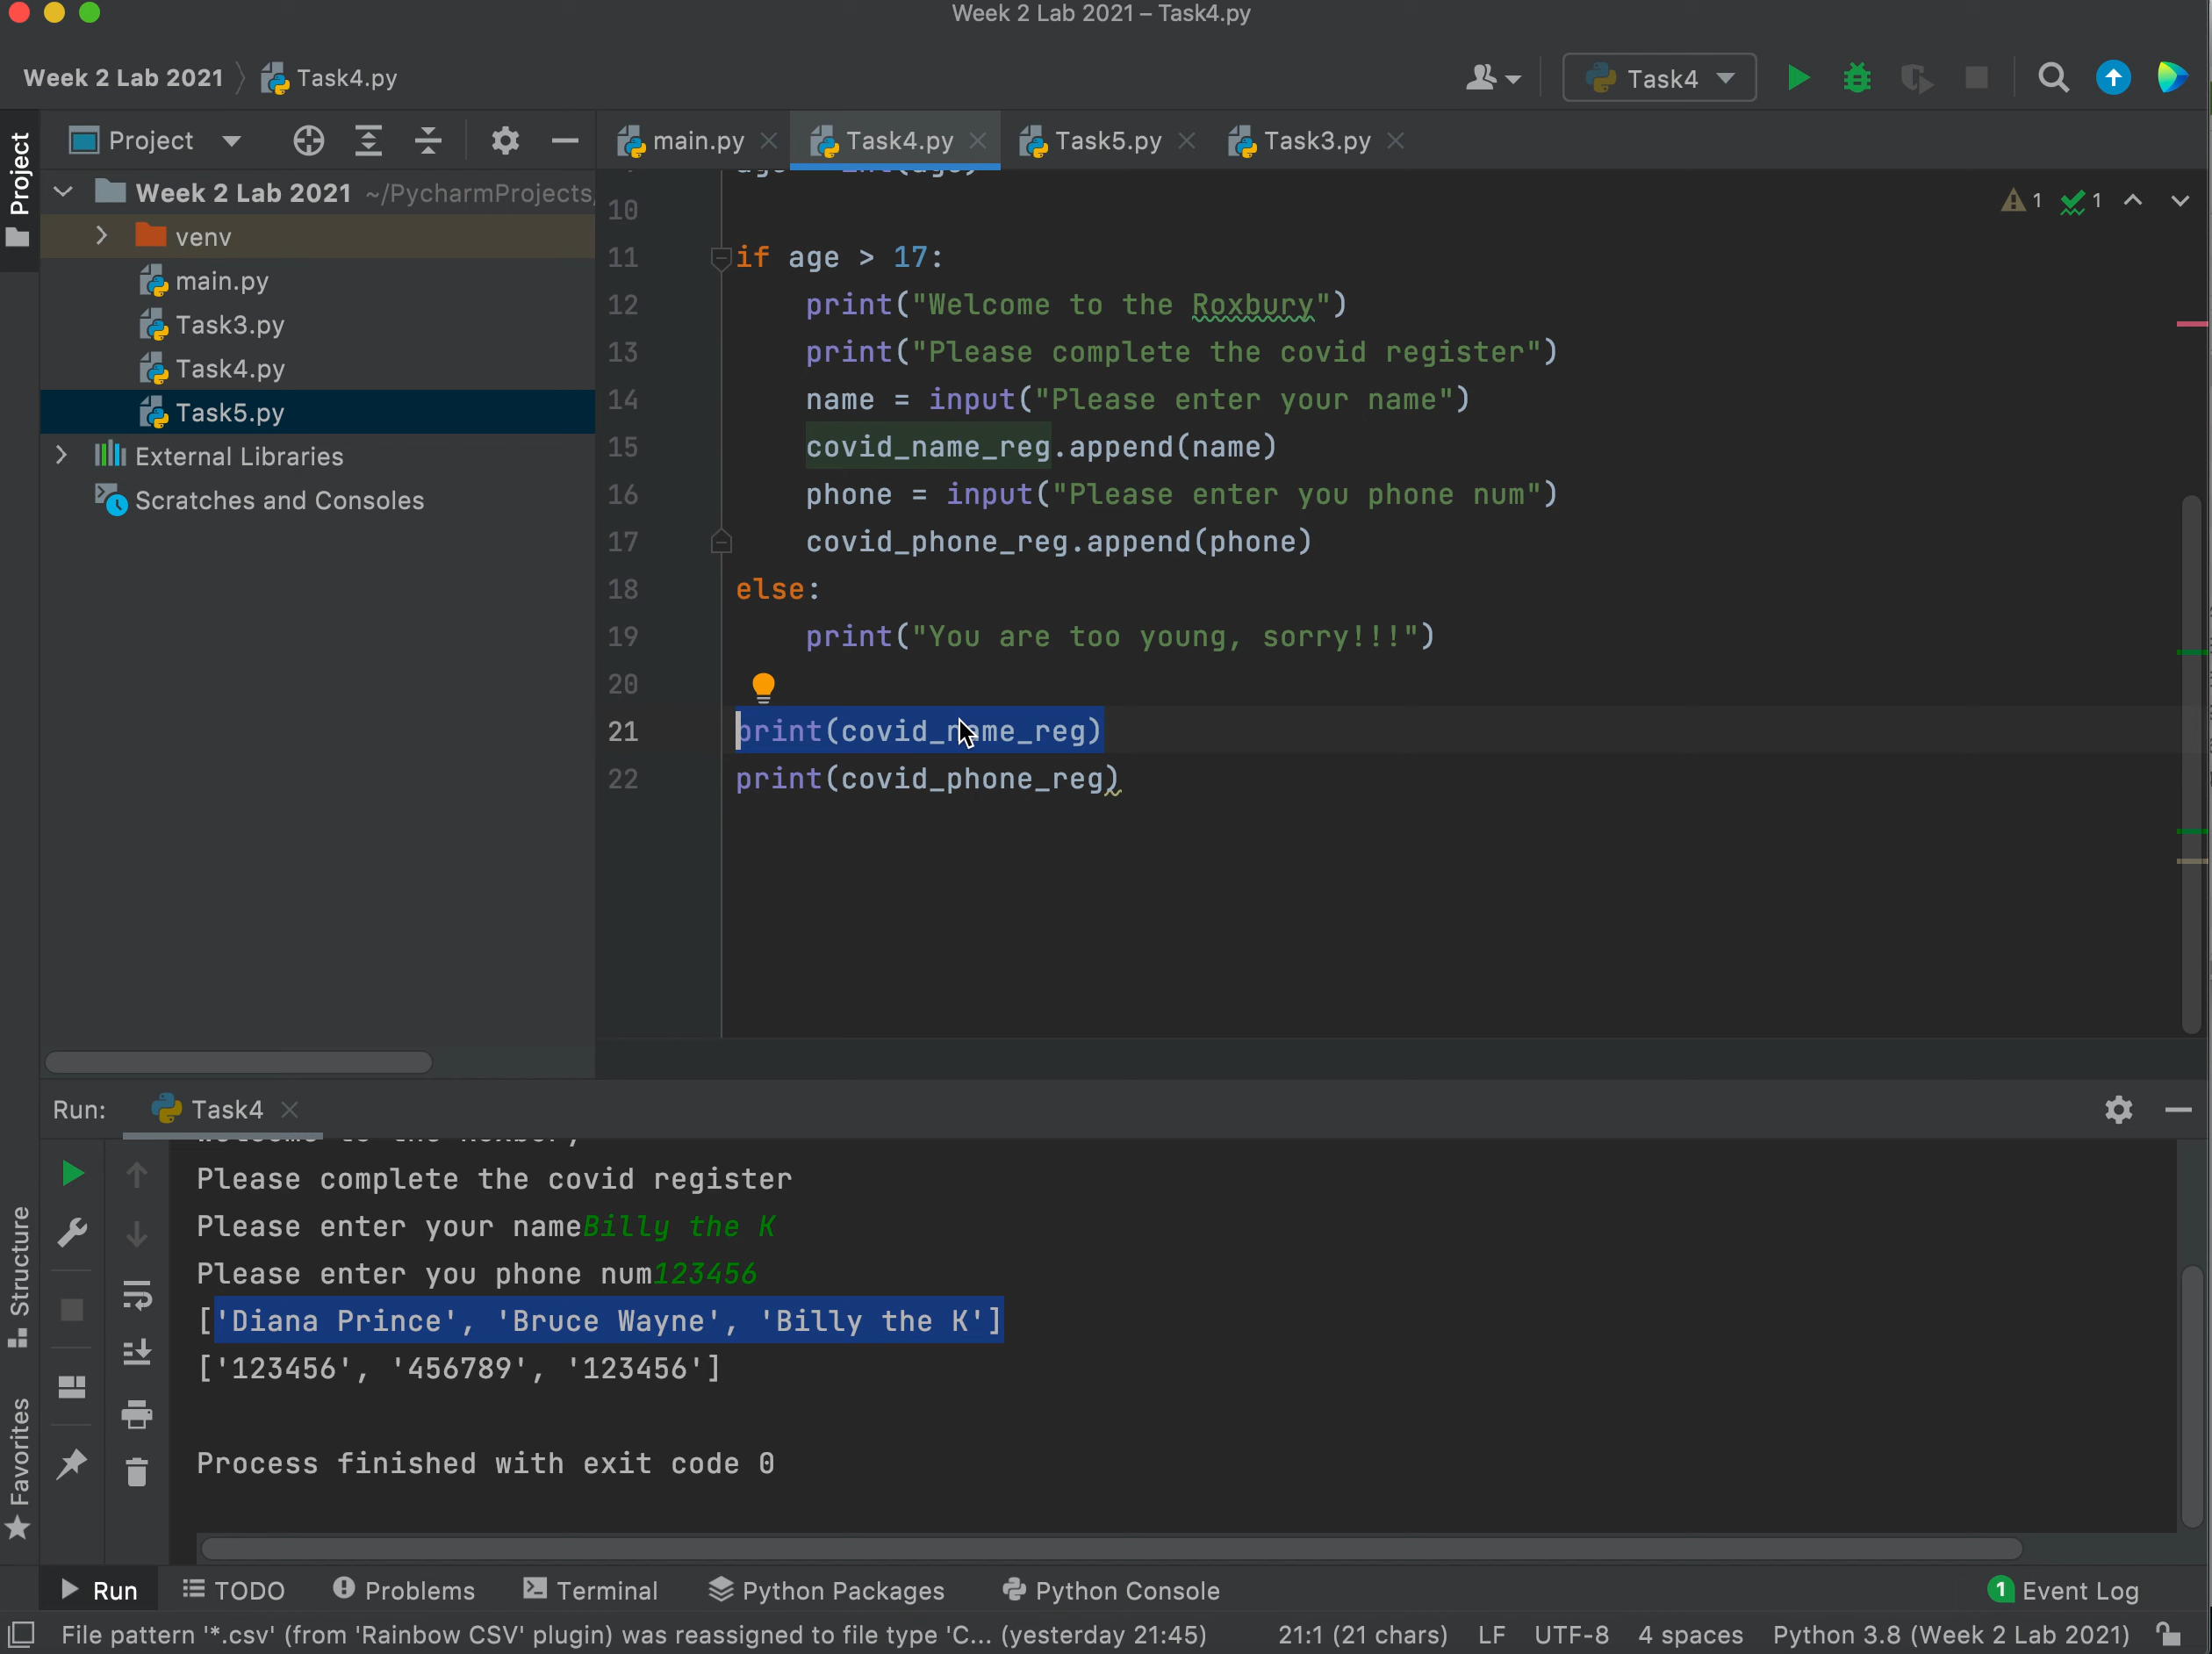 Week 2 Lab 2021 – Task4.py
Week 2 Lab 2021
Task4.py
Task4
Project
Project
main.py
Task4.py
Task5.py
Task3.py
Week 2 Lab 2021 ~/PycharmProjects/
venv
main.py
Task3.py
Task4.py
Task5.py
External Libraries
Scratches and Consoles
1 1
10
11 if age > 17:
12 print("Welcome to the Roxbury")
13 print("Please complete the covid register")
14 name = input("Please enter your name")
15 covid_name_reg.append(name)
16 phone = input("Please enter you phone num")
17 covid_phone_reg.append(phone)
18 else:
19 print("You are too young, sorry!!!")
20
21 print(covid_name_reg)
22 print(covid_phone_reg)
Run:
Task4
Please complete the covid register
Please enter your nameBilly the K
Please enter you phone num123456
['Diana Prince', 'Bruce Wayne', 'Billy the K']
['123456', '456789', '123456']
Process finished with exit code 0
Structure
Favorites
Run
TODO
Problems
Terminal
Python Packages
Python Console
1 Event Log
File pattern '*.csv' (from 'Rainbow CSV' plugin) was reassigned to file type 'C... (yesterday 21:45)
21:1 (21 chars)
LF
UTF-8
4 spaces
Python 3.8 (Week 2 Lab 2021)